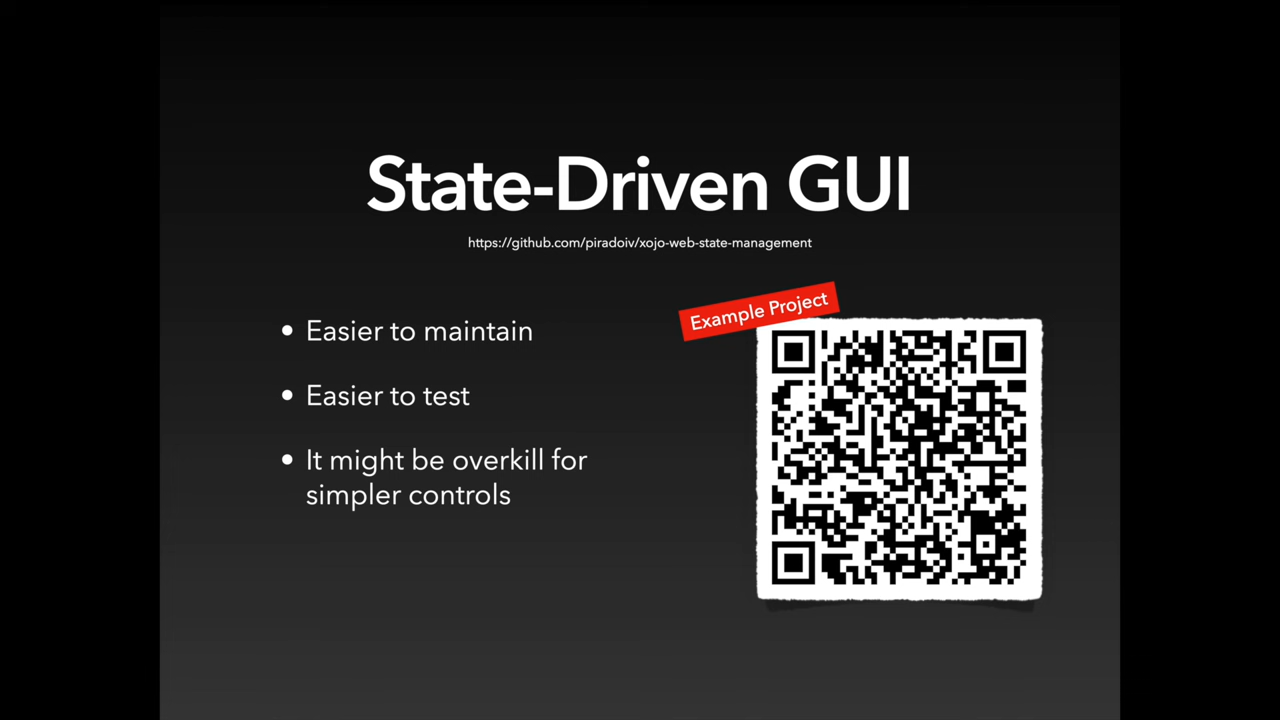 State-Driven GUI
https://github.com/piradoiv/xojo-web-state-management
Example Project
• Easier to maintain
• Easier to test
• It might be overkill for
simpler controls